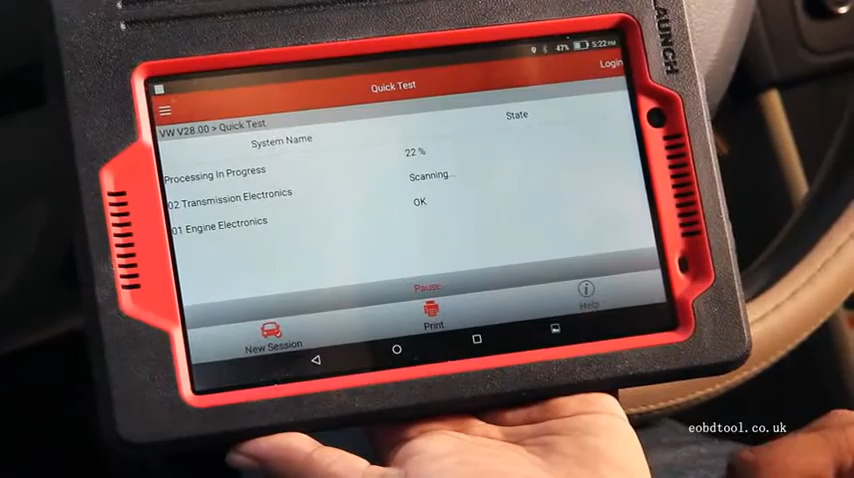 LAUNCH
47% 5:22 PM
Quick Test
Login
VW V28.00 > Quick Test
System Name
State
Processing In Progress
22 %
02 Transmission Electronics
Scanning...
01 Engine Electronics
OK
Pause
New Session
Print
Help
eobdtool.co.uk